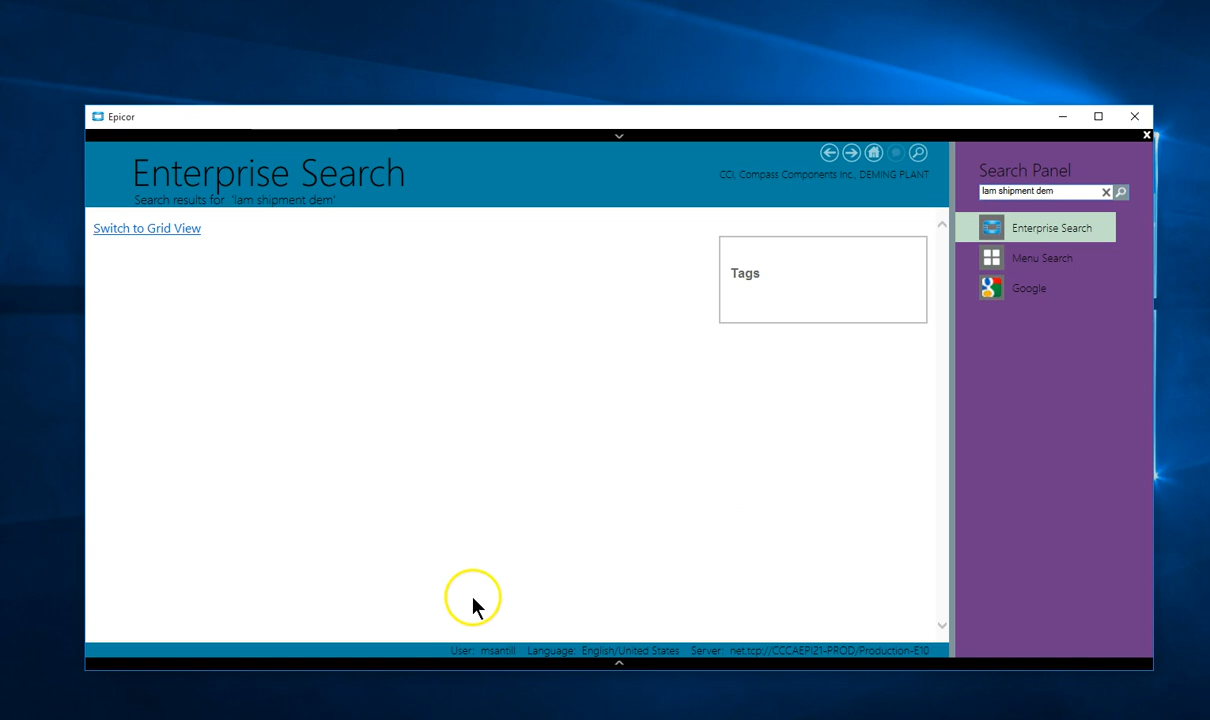 Epicor
Enterprise Search
Search results for 'lam shipment dem'
CCI, Compass Components Inc., DEMING PLANT
Switch to Grid View
Tags
Search Panel
lam shipment dem
Enterprise Search
Menu Search
Google
User: msantill Language: English/United States Server: net.tcp://CCCAEPI21-PROD/Production-E10